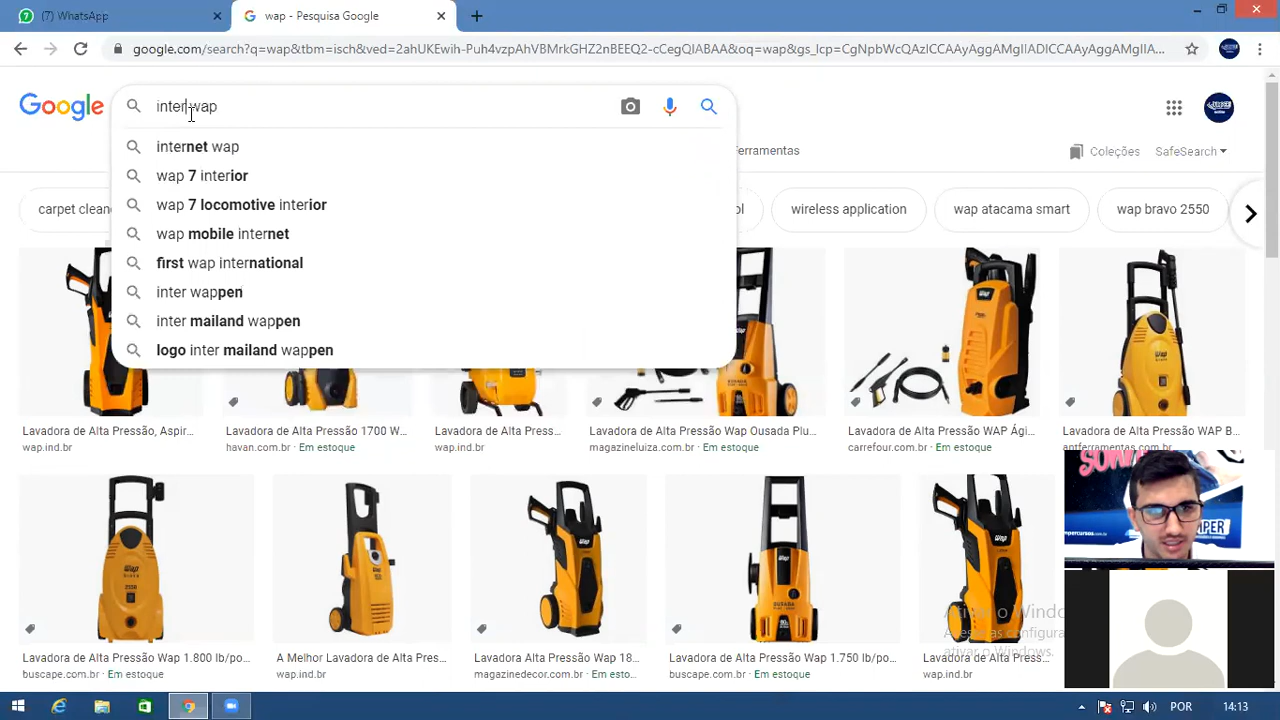 (7) WhatsApp
wap - Pesquisa Google
google.com/search?q=wap&tbm=isch&ved=2ahUKEwih-Puh4vzpAhVBMrkGHZ2nBEEQ2-cCegQIABAA&oq=wap&gs_lcp=CgNpbWcQAzICCAAyAggAMgIIADICCAAyAggAMgIIADICCAAyAggAMgIIA...
Google
inter wap
internet wap
wap 7 interior
wap 7 locomotive interior
wap mobile internet
first wap international
inter wappen
inter mailand wappen
logo inter mailand wappen
Ferramentas
Coleções
SafeSearch
wireless application
wap atacama smart
wap bravo 2550
Lavadora de Alta Pressão, Aspir...
wap.ind.br
Lavadora de Alta Pressão 1700 W...
havan.com.br · Em estoque
Lavadora de Alta Press...
wap.ind.br
Lavadora de Alta Pressão Wap Ousada Plu...
magazineluiza.com.br · Em estoque
Lavadora de Alta Pressão WAP Ági...
carrefour.com.br · Em estoque
Lavadora de Alta Pressão WAP B...
antferramentas.com.br
Lavadora de Alta Pressão Wap 1.800 lb/po...
buscape.com.br · Em estoque
A Melhor Lavadora de Alta Pres...
wap.ind.br
Lavadora Alta Pressão Wap 18...
magazinedecor.com.br · Em esto...
Lavadora de Alta Pressão Wap 1.750 lb/po...
buscape.com.br · Em estoque
Lavadora de Alta Press...
wap.ind.br
POR
14:13